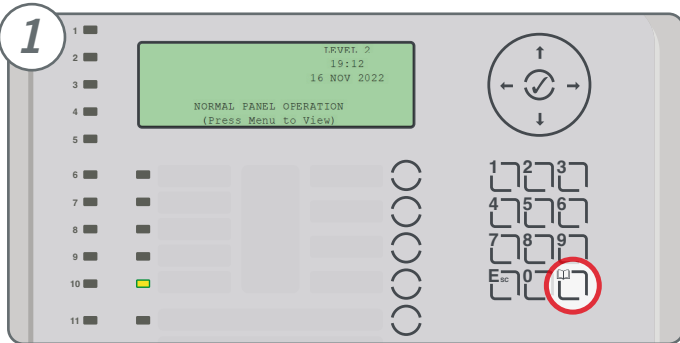 1
1
2
3
4
5
6
7
8
9
10
11
LEVEL 2
19:12
16 NOV 2022
NORMAL PANEL OPERATION
(Press Menu to View)
1 2 3
4 5 6
7 8 9
Esc 0